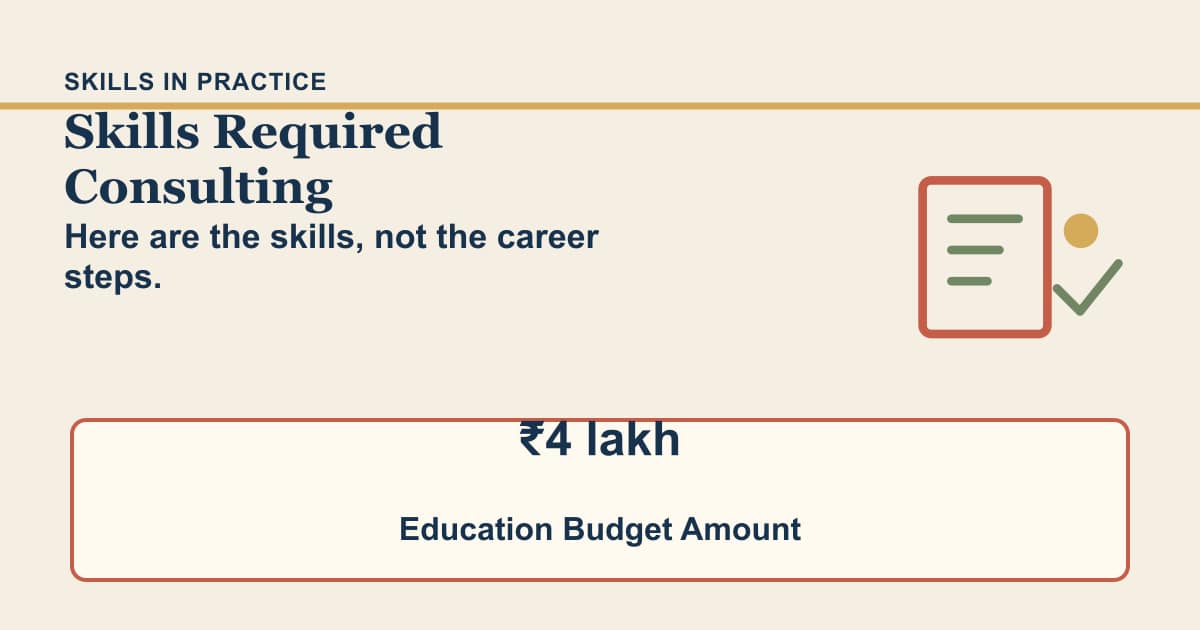 SKILLS IN PRACTICE
Skills Required
Consulting
Here are the skills, not the career
steps.
₹4 lakh
Education Budget Amount